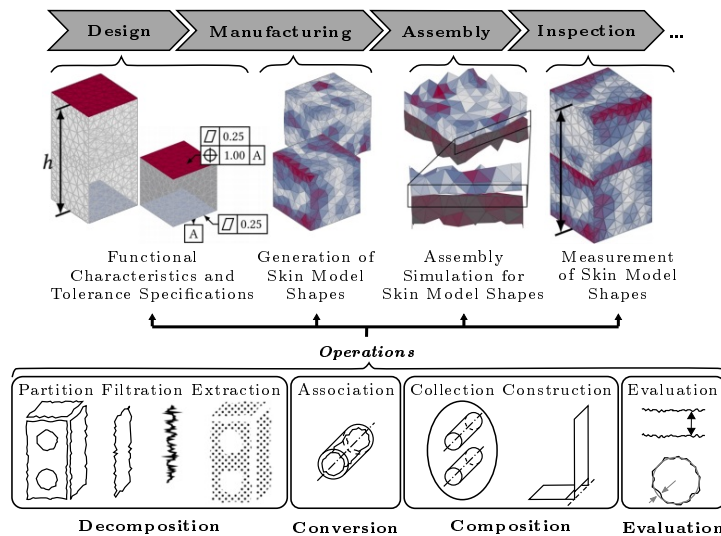 Design
Manufacturing
Assembly
Inspection
...
h
0.25
1.00 A
A
0.25
Functional
Characteristics and
Tolerance Specifications
Generation of
Skin Model
Shapes
Assembly
Simulation for
Skin Model Shapes
Measurement
of Skin Model
Shapes
Operations
Partition
Filtration
Extraction
Association
Collection
Construction
Evaluation
Decomposition
Conversion
Composition
Evaluation